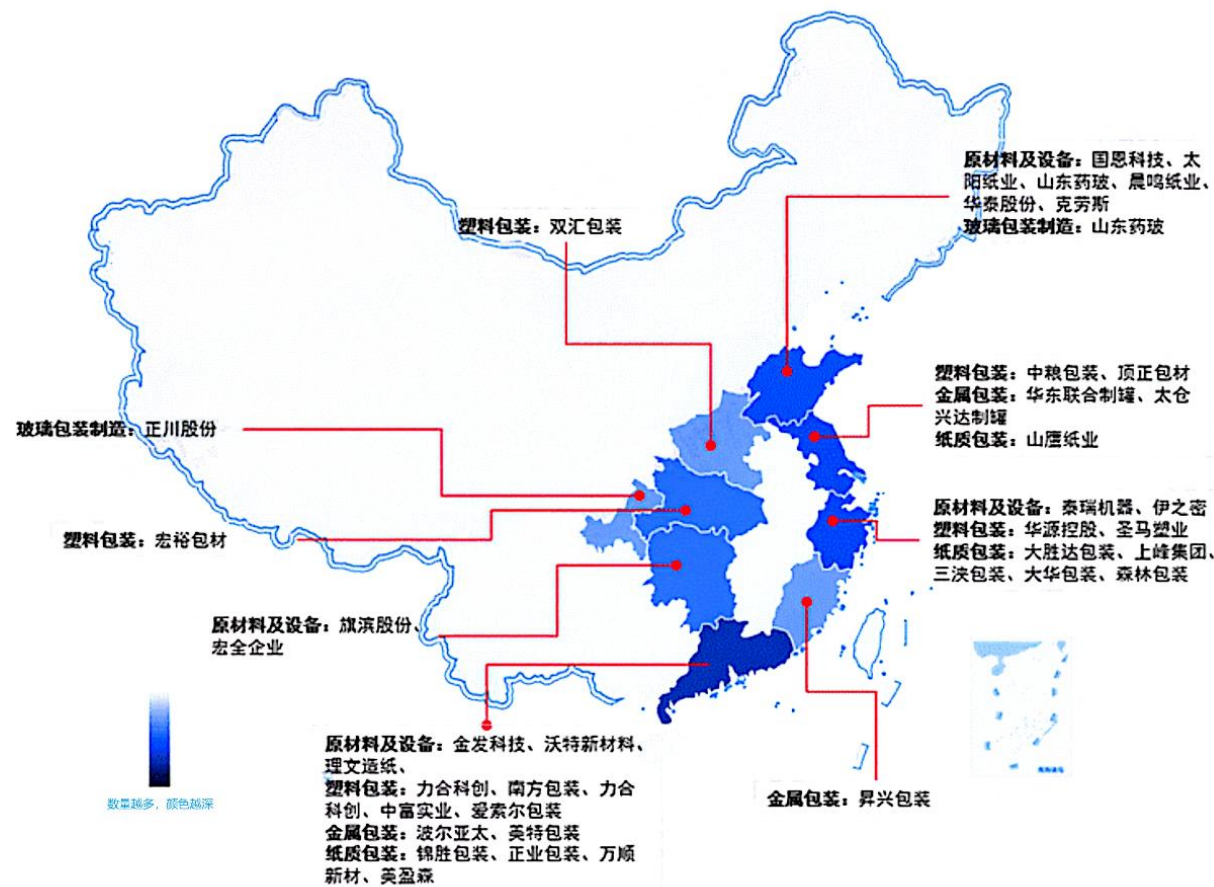 原材料及设备：国恩科技、太
阳纸业、山东药玻、晨鸣纸业、
华泰股份、克劳斯
玻璃包装制造：山东药玻
塑料包装：双汇包装
塑料包装：中粮包装、顶正包材
金属包装：华东联合制罐、太仓
兴达制罐
纸质包装：山鹰纸业
玻璃包装制造：正川股份
原材料及设备：泰瑞机器、伊之密
塑料包装：华源控股、圣马塑业
纸质包装：大胜达包装、上峰集团、
三浃包装、大华包装、森林包装
塑料包装：宏裕包材
原材料及设备：旗滨股份、
宏全企业
原材料及设备：金发科技、沃特新材料、
理文造纸、
塑料包装：力合科创、南方包装、力合
科创、中富实业、爱索尔包装
金属包装：波尔亚太、英特包装
纸质包装：锦胜包装、正业包装、万顺
新材、美盈森
金属包装：昇兴包装
数量越多，颜色越深